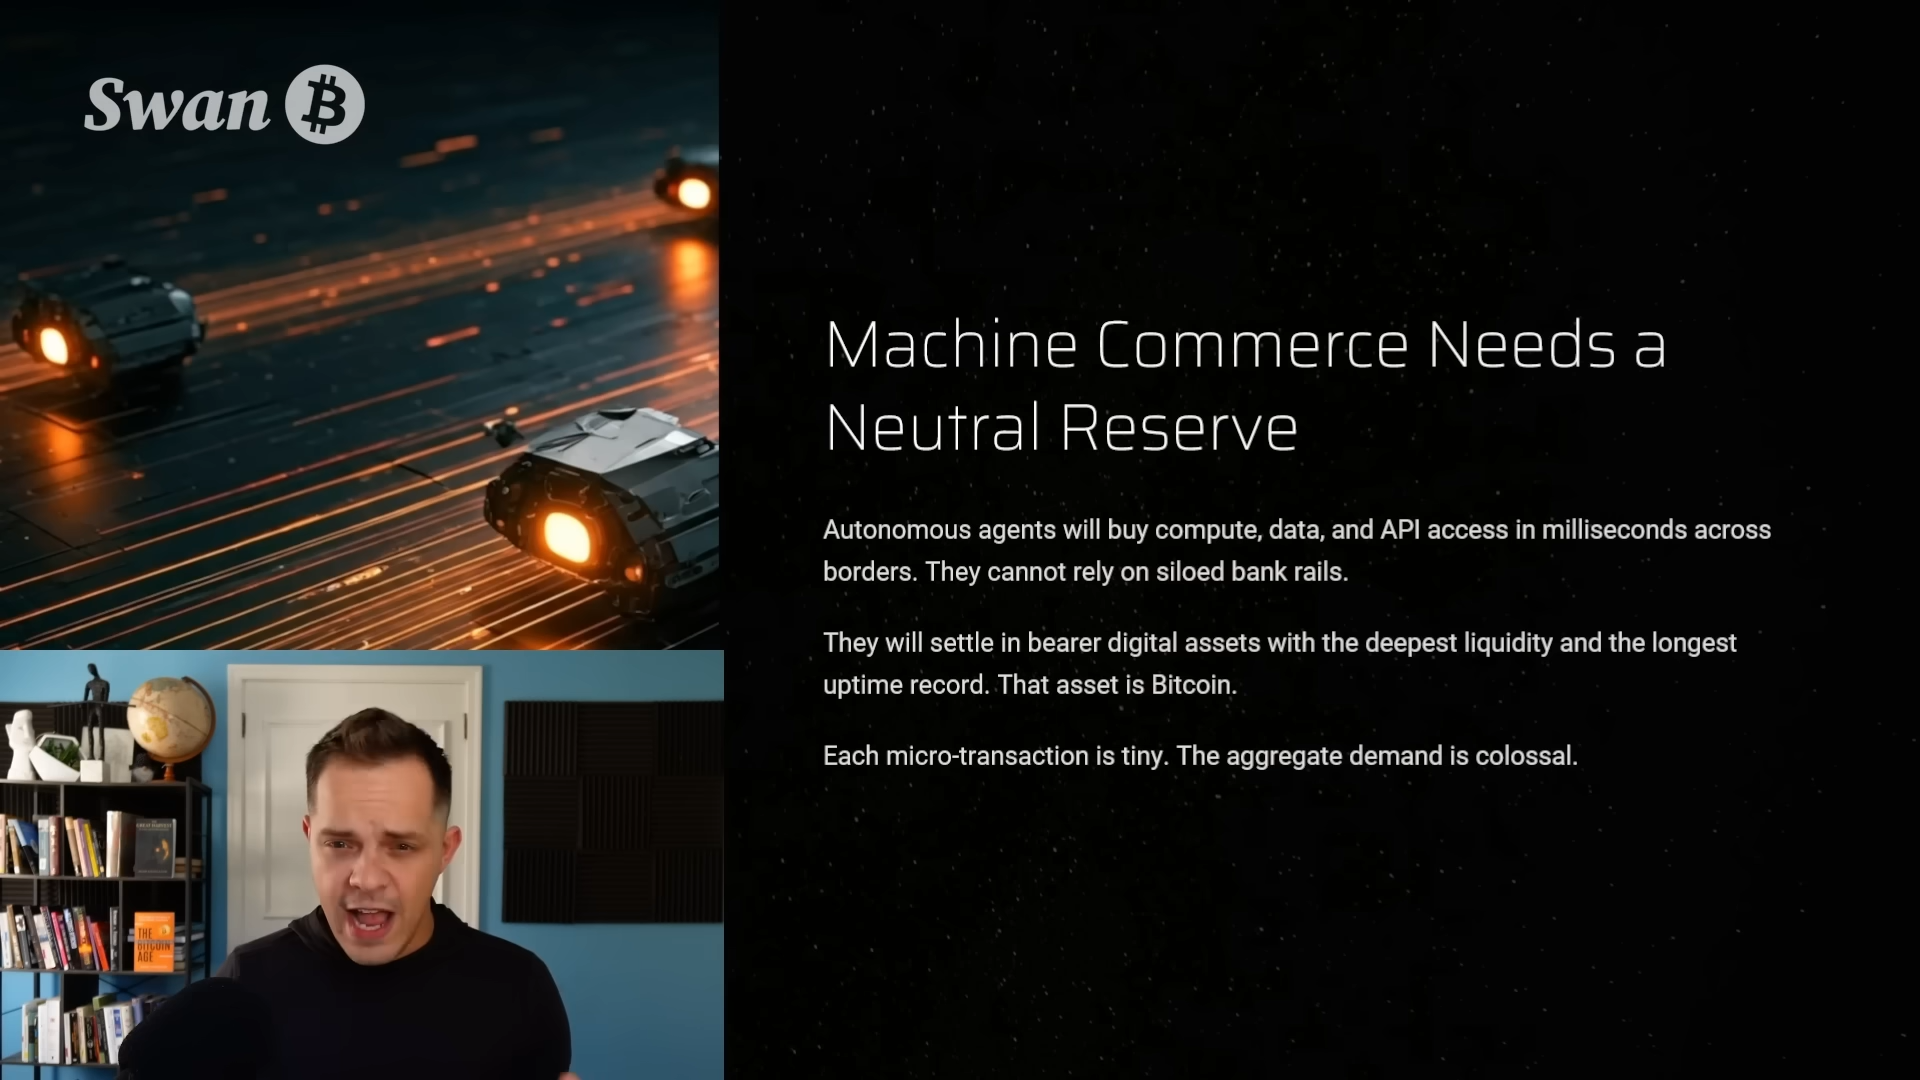 Swan
Machine Commerce Needs a
Neutral Reserve
Autonomous agents will buy compute, data, and API access in milliseconds across
borders. They cannot rely on siloed bank rails.
They will settle in bearer digital assets with the deepest liquidity and the longest
uptime record. That asset is Bitcoin.
Each micro-transaction is tiny. The aggregate demand is colossal.
THE
BITCOIN
AGE